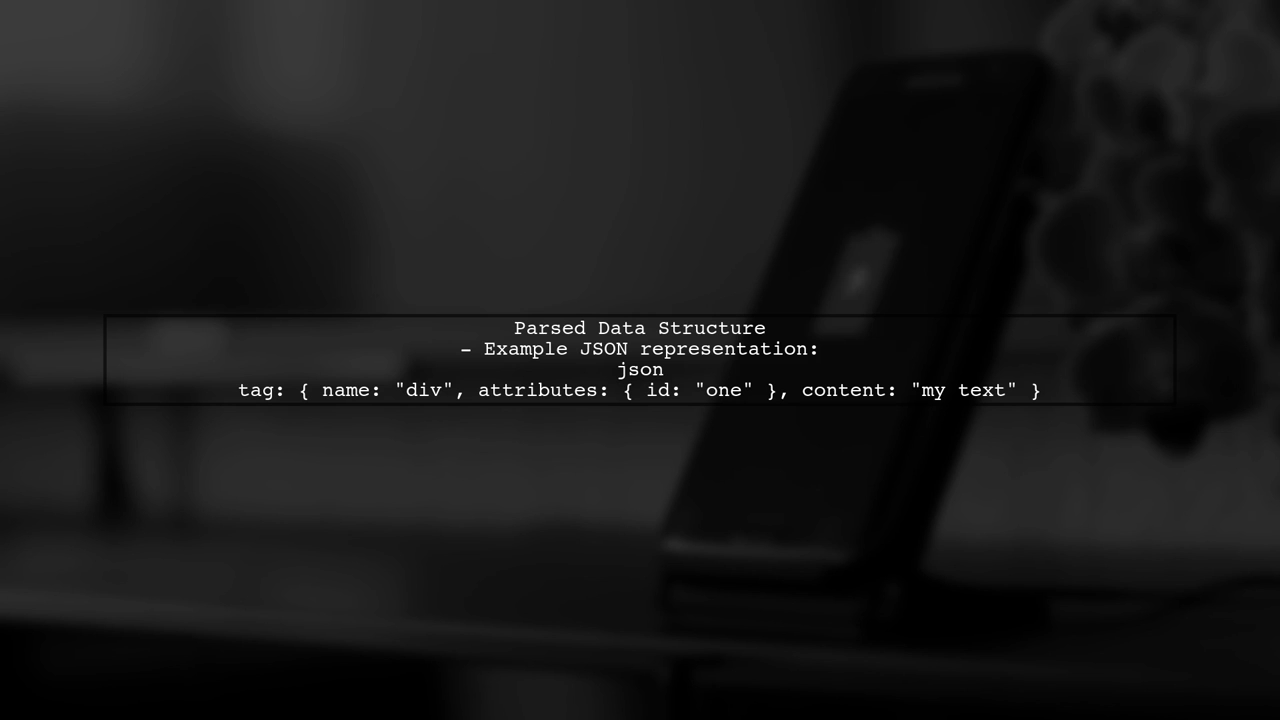 Parsed Data Structure
– Example JSON representation:
json
tag: { name: "div", attributes: { id: "one" }, content: "my text" }